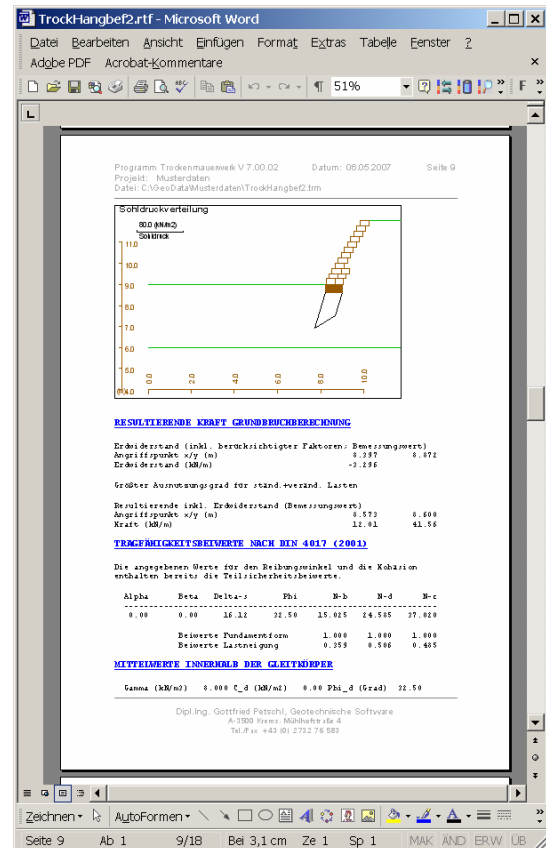 TrockHangbef2.rtf - Microsoft Word
Datei Bearbeiten Ansicht Einfügen Format Extras Tabelle Fenster ?
Adobe PDF Acrobat-Kommentare
51%
F
L
Programm Trockenmauerwerk V 7.00.02 Datum: 06.05.2007 Seite 9
Projekt: Musterdaten
Datei: C:\GeoData\Musterdaten\TrockHangbef2.trm
Sohldruckverteilung
80.0 (kN/m2)
Sohldruck
11.0
10.0
9.0
8.0
7.0
6.0
(m)4.0
0.0 2.0 4.0 6.0 8.0 10.0
RESULTIERENDE KRAFT GRUNDBRUCHBERECHNUNG
Erdwiderstand (inkl. berücksichtigter Faktoren; Bemessungswert)
Angriffspunkt x/y (m) 8.397 8.872
Erdwiderstand (kN/m) -3.296
Größter Ausnutzungsgrad für ständ.+veränd. Lasten
Resultierende inkl. Erdwiderstand (Bemessungswert)
Angriffspunkt x/y (m) 8.573 8.600
Kraft (kN/m) 12.01 41.56
TRAGFÄHIGKEITSBEIWERTE NACH DIN 4017 (2001)
Die angegebenen Werte für den Reibungswinkel und die Kohäsion
enthalten bereits die Teilsicherheitsbeiwerte.
Alpha Beta Delta-s Phi N-b N-d N-c
0.00 0.00 16.12 32.50 15.025 24.585 37.020
Beiwerte Fundamentform 1.000 1.000 1.000
Beiwerte Lastneigung 0.359 0.506 0.485
MITTELWERTE INNERHALB DER GLEITKÖRPER
Gamma (kN/m3) 8.000 C_d (kN/m2) 0.00 Phi_d (Grad) 32.50
Dipl.Ing. Gottfried Petschl, Geotechnische Software
A-3500 Krems. Mühlhofstraße 4
Tel./Fax +43 (0) 2732 76 583
Zeichnen AutoFormen
Seite 9 Ab 1 9/18 Bei 3,1 cm Ze 1 Sp 1 MAK ÄND ERW ÜB